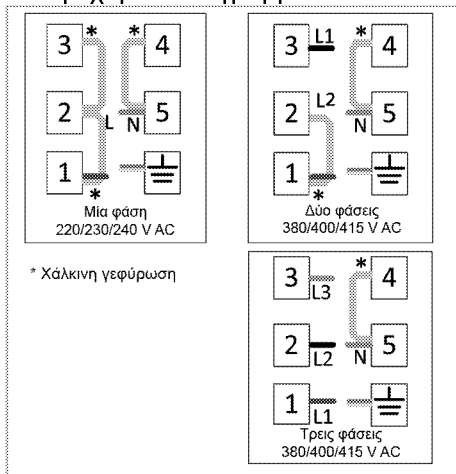 3 * * 4
2 L N 5
1 *
Μία φάση
220/230/240 V AC
3 L1 * 4
2 L2 N 5
1 *
Δύο φάσεις
380/400/415 V AC
* Χάλκινη γεφύρωση
3 L3 * 4
2 L2 N 5
1 L1
Τρεις φάσεις
380/400/415 V AC